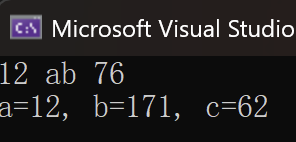 Microsoft Visual Studio
12 ab 76
a=12, b=171, c=62